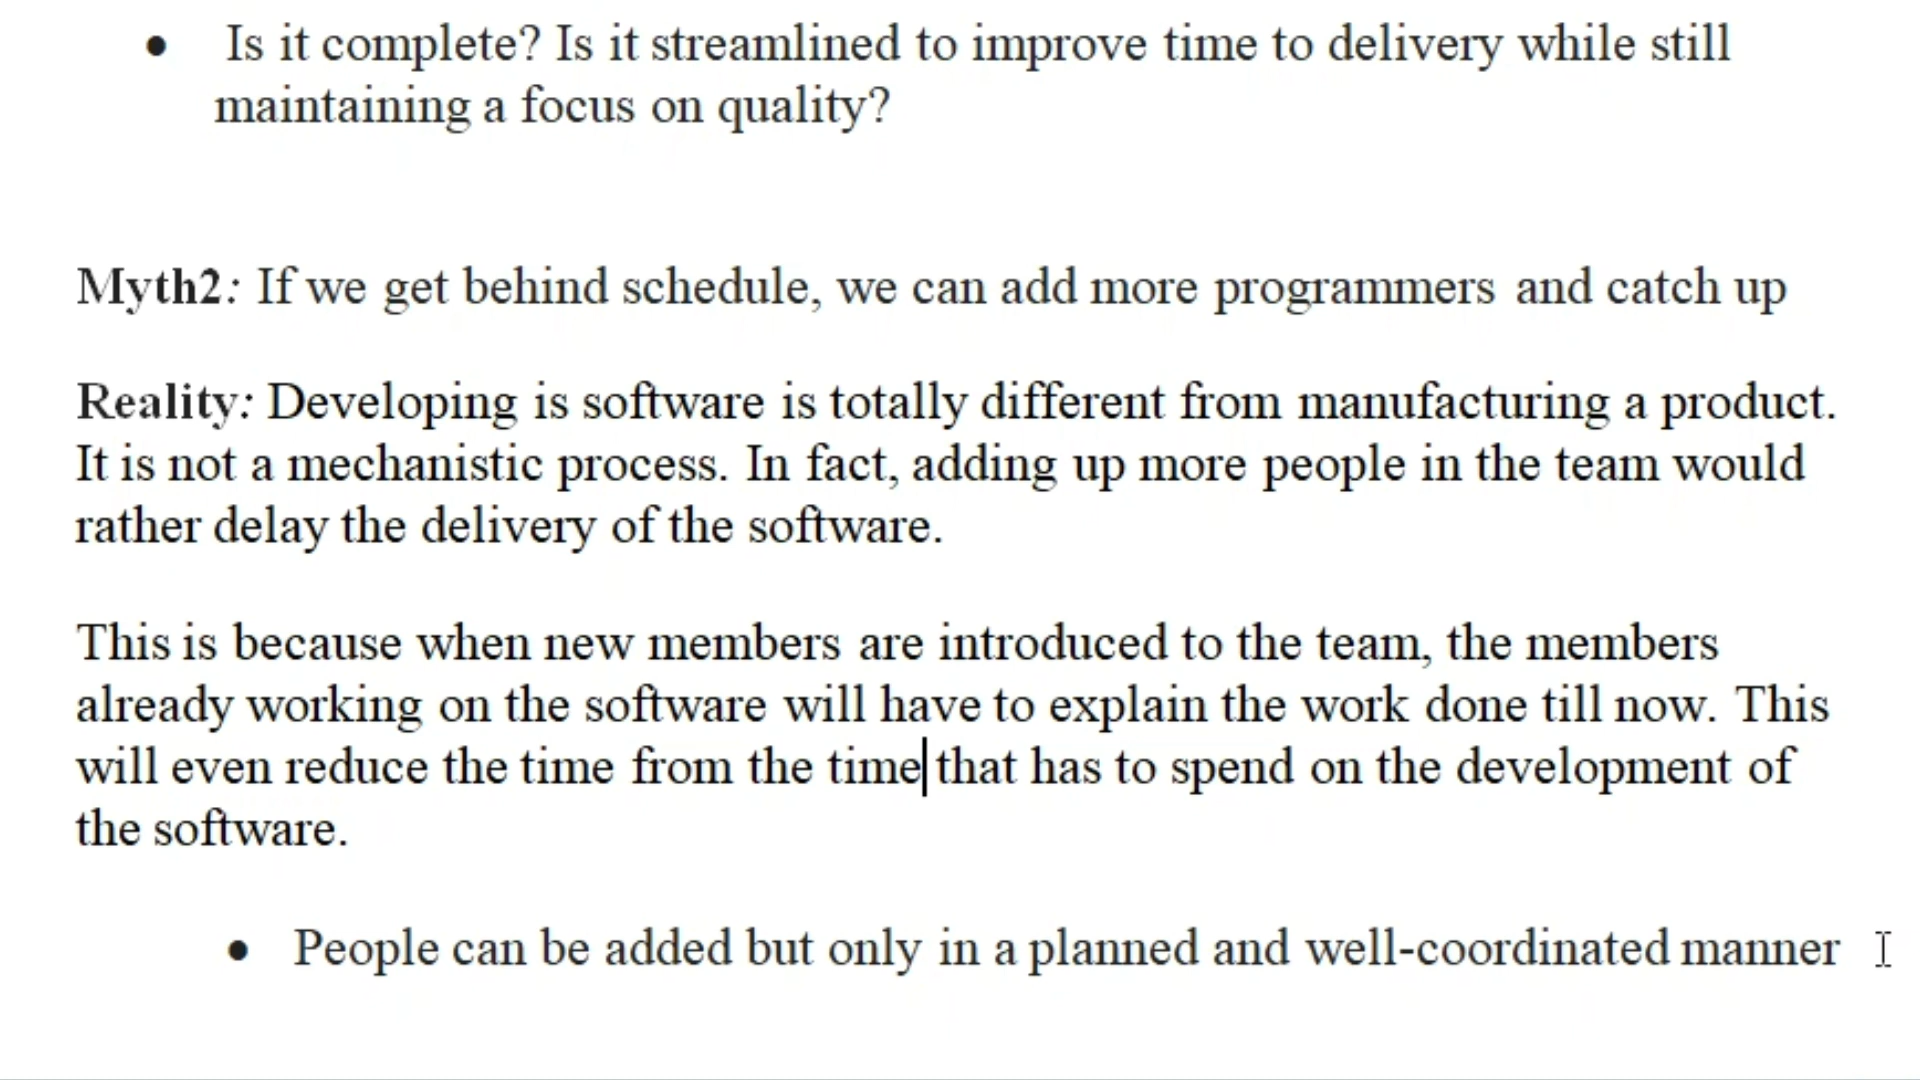 • Is it complete? Is it streamlined to improve time to delivery while still
maintaining a focus on quality?
Myth2: If we get behind schedule, we can add more programmers and catch up
Reality: Developing is software is totally different from manufacturing a product.
It is not a mechanistic process. In fact, adding up more people in the team would
rather delay the delivery of the software.
This is because when new members are introduced to the team, the members
already working on the software will have to explain the work done till now. This
will even reduce the time from the time that has to spend on the development of
the software.
• People can be added but only in a planned and well-coordinated manner